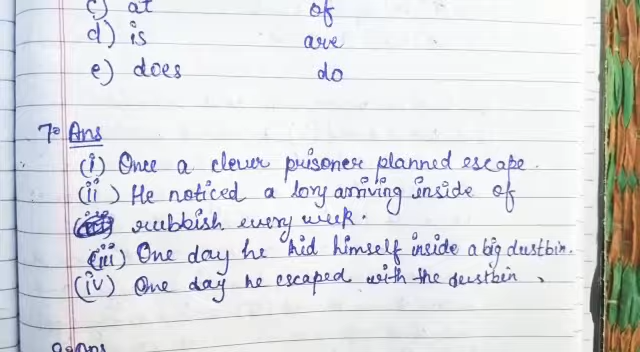 c) at of
d) is are
e) does do
7. Ans
(i) Once a clever prisoner planned escape.
(ii) He noticed a lory arriving inside of
rubbish every week.
(iii) One day he hid himself inside a big dustbin.
(iv) One day he escaped with the dustbin.
Ans